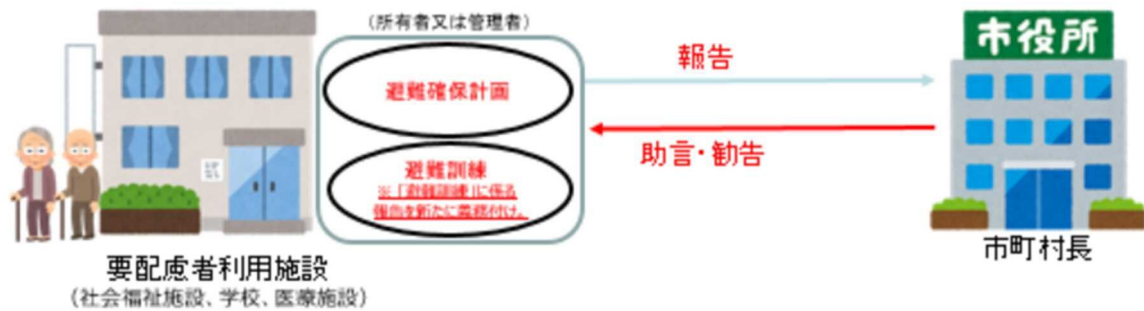 (所有者又は管理者)
避難確保計画
避難訓練
※「避難訓練」に係る
報告を新たに義務付け。
報告
助言・勧告
市役所
市町村長
要配慮者利用施設
(社会福祉施設、学校、医療施設)